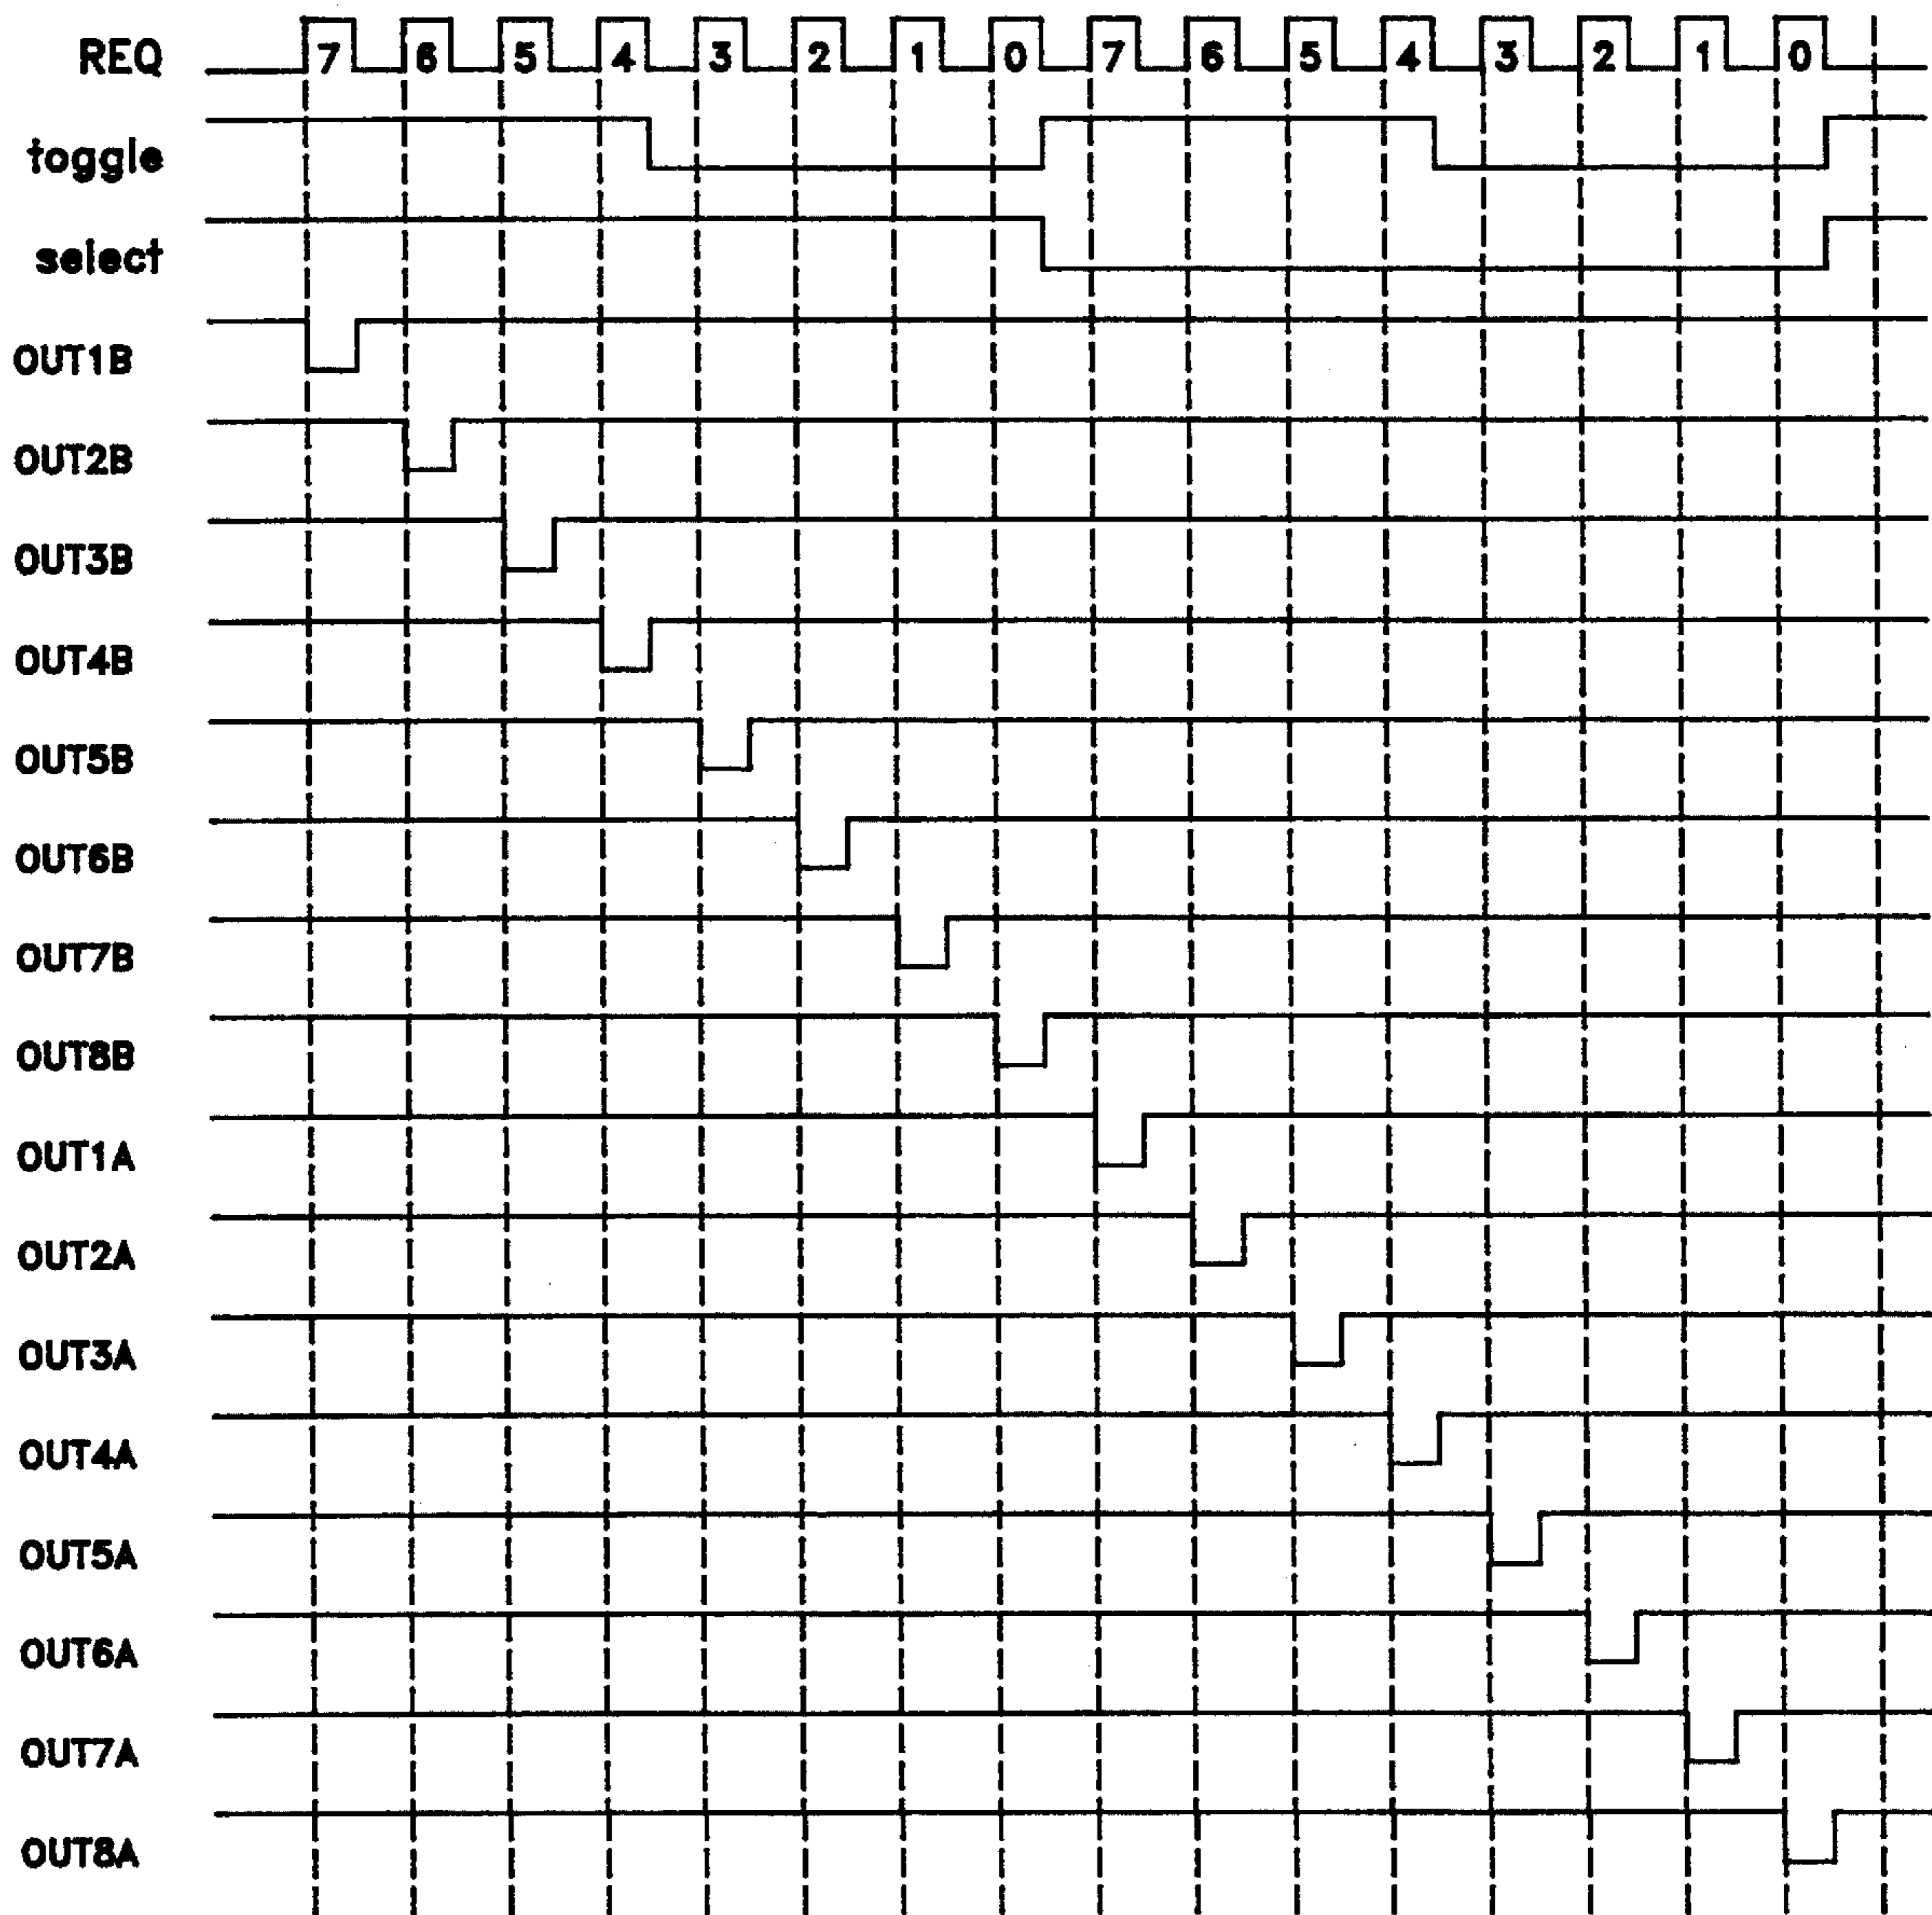 REQ 7 6 5 4 3 2 1 0 7 6 5 4 3 2 1 0
toggle
select
OUT1B
OUT2B
OUT3B
OUT4B
OUT5B
OUT6B
OUT7B
OUT8B
OUT1A
OUT2A
OUT3A
OUT4A
OUT5A
OUT6A
OUT7A
OUT8A